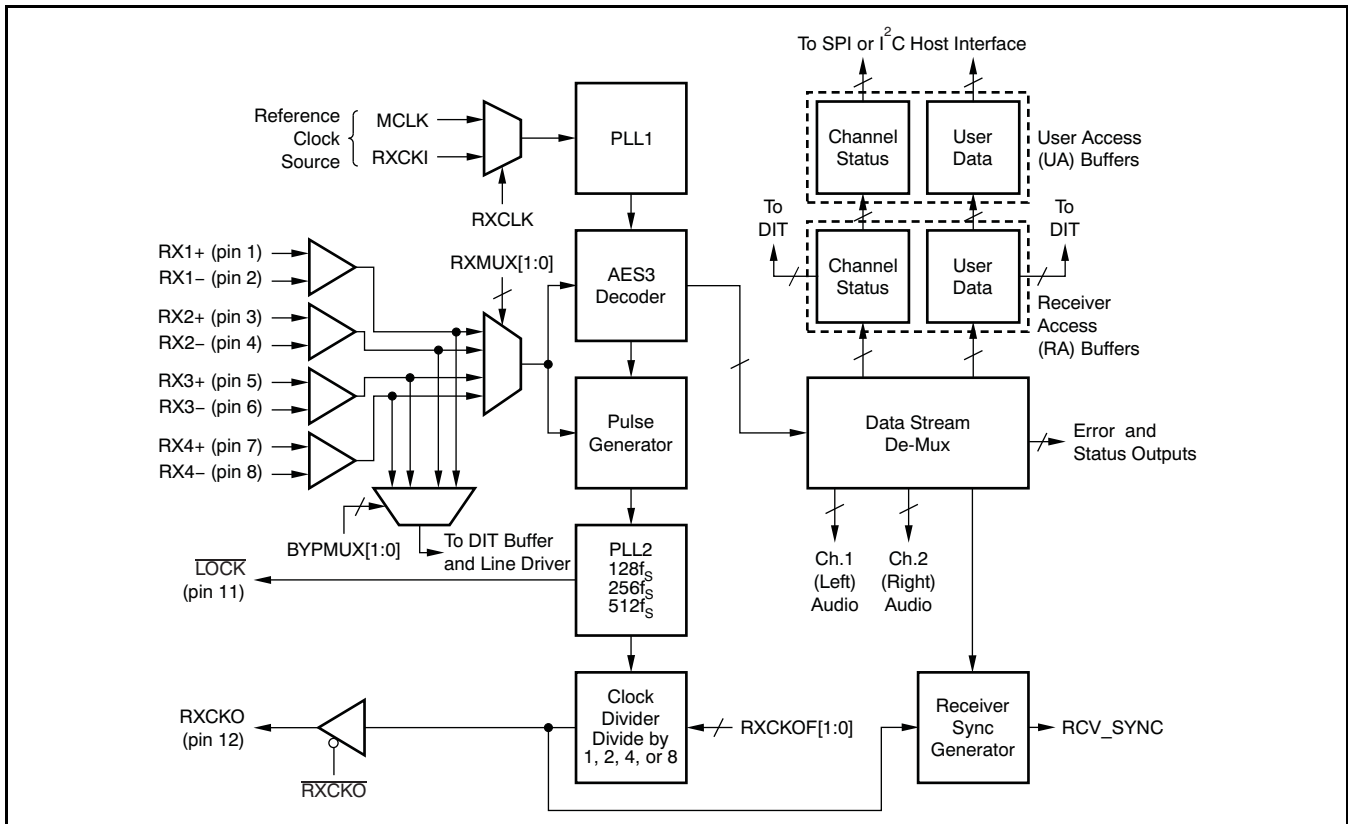 To SPI or I2C Host Interface
Reference
Clock
Source
MCLK
RXCKI
RXCLK
PLL1
Channel
Status
User
Data
User Access
(UA) Buffers
To
DIT
Channel
Status
User
Data
To
DIT
Receiver
Access
(RA) Buffers
RX1+ (pin 1)
RX1− (pin 2)
RX2+ (pin 3)
RX2− (pin 4)
RX3+ (pin 5)
RX3− (pin 6)
RX4+ (pin 7)
RX4− (pin 8)
RXMUX[1:0]
AES3
Decoder
Pulse
Generator
Data Stream
De-Mux
Error and
Status Outputs
BYPMUX[1:0]
To DIT Buffer
and Line Driver
LOCK
(pin 11)
PLL2
128fS
256fS
512fS
Ch.1
(Left)
Audio
Ch.2
(Right)
Audio
RXCKO
(pin 12)
RXCKO
Clock
Divider
Divide by
1, 2, 4, or 8
RXCKOF[1:0]
Receiver
Sync
Generator
RCV_SYNC